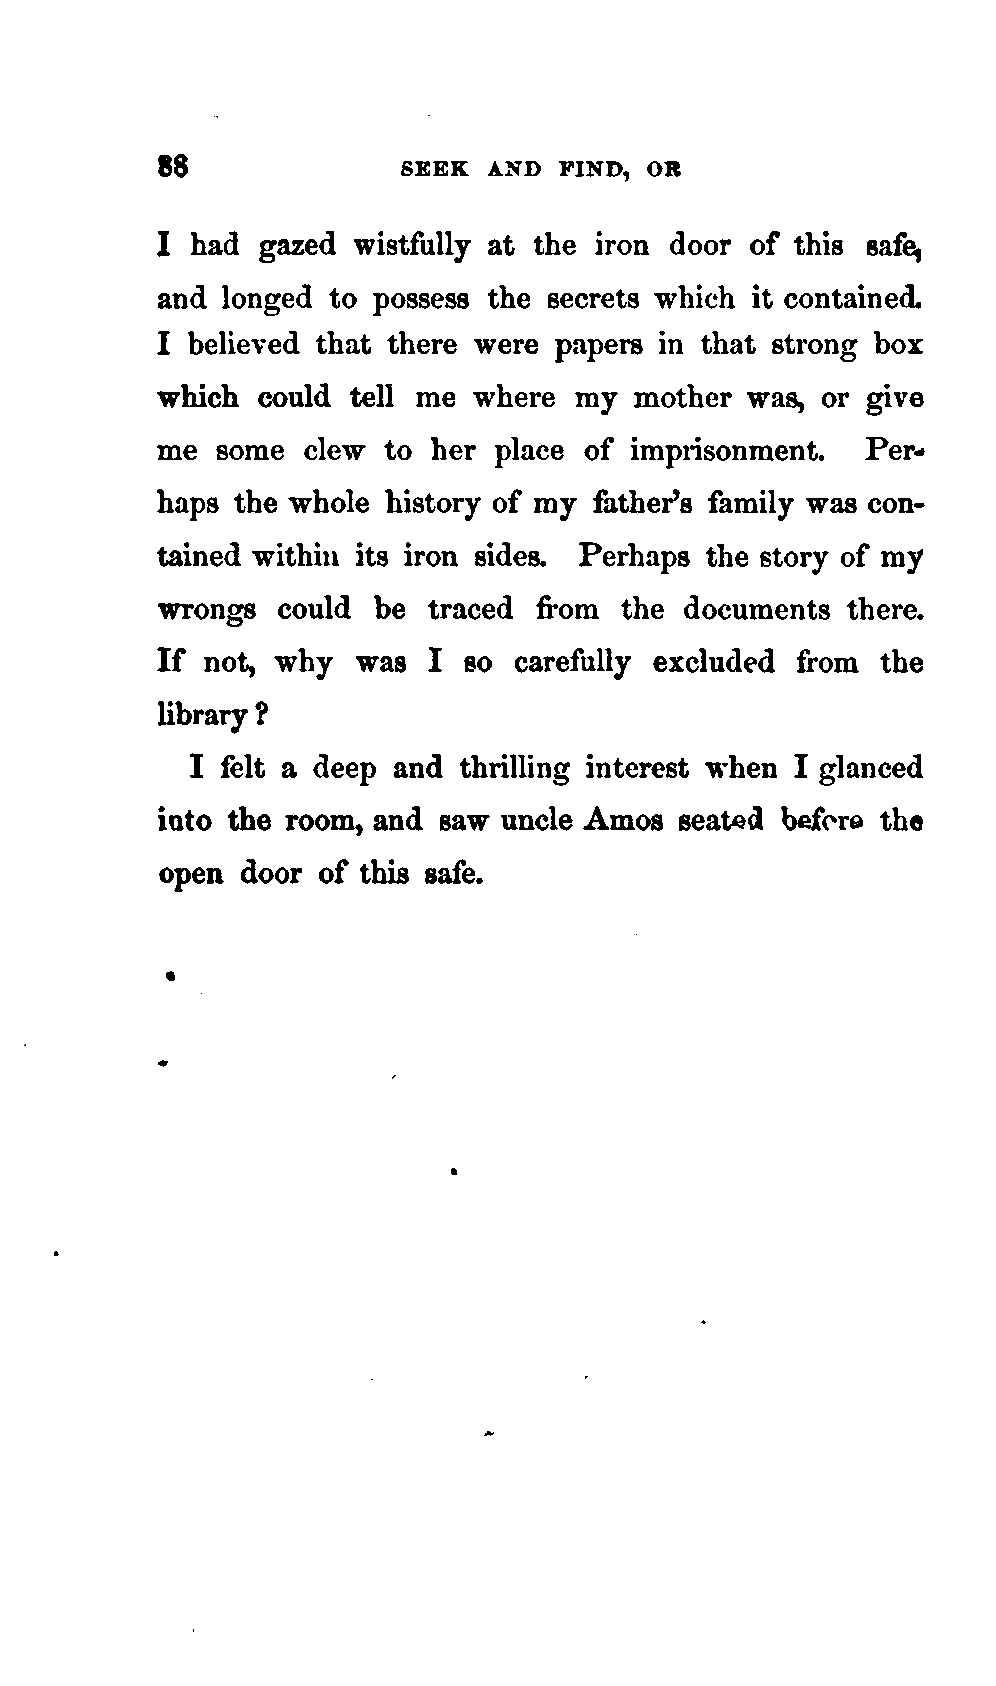 88 SEEK AND FIND, OR
I had gazed wistfully at the iron door of this safe,
and longed to possess the secrets which it contained.
I believed that there were papers in that strong box
which could tell me where my mother was, or give
me some clew to her place of imprisonment. Per-
haps the whole history of my father's family was con-
tained within its iron sides. Perhaps the story of my
wrongs could be traced from the documents there.
If not, why was I so carefully excluded from the
library?
I felt a deep and thrilling interest when I glanced
into the room, and saw uncle Amos seated before the
open door of this safe.